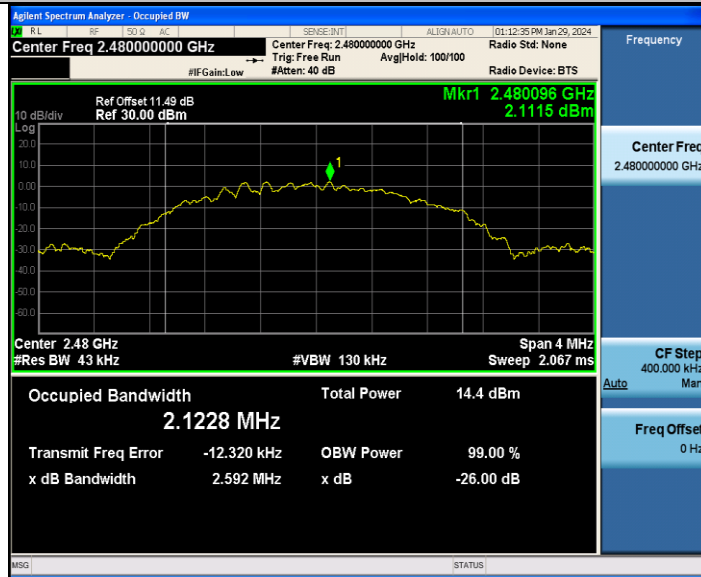 Agilent Spectrum Analyzer - Occupied BW
RL RF 50 Ω AC SENSE:INT ALIGN AUTO 01:12:35 PM Jan 29, 2024
Center Freq 2.480000000 GHz
Center Freq: 2.480000000 GHz
Radio Std: None
Trig: Free Run Avg|Hold: 100/100
#IFGain:Low
#Atten: 40 dB
Radio Device: BTS
Frequency
Ref Offset 11.49 dB
10 dB/div Ref 30.00 dBm
Mkr1 2.480096 GHz
2.1115 dBm
Log
20.0
10.0
0.00
-10.0
-20.0
-30.0
-40.0
-50.0
-60.0
1
Center 2.48 GHz
Span 4 MHz
#Res BW 43 kHz
#VBW 130 kHz
Sweep 2.067 ms
Occupied Bandwidth
2.1228 MHz
Total Power 14.4 dBm
Transmit Freq Error -12.320 kHz
OBW Power 99.00 %
x dB Bandwidth 2.592 MHz
x dB -26.00 dB
Center Freq
2.480000000 GHz
CF Step
400.000 kHz
Auto Man
Freq Offset
0 Hz
MSG
STATUS